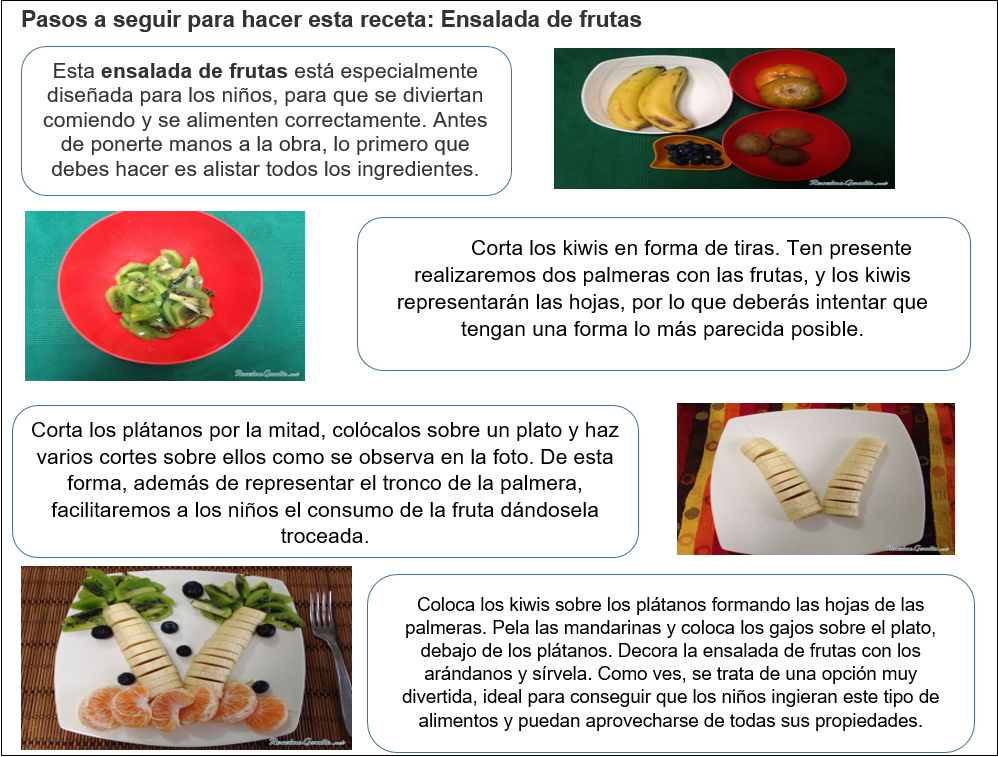 Pasos a seguir para hacer esta receta: Ensalada de frutas
Esta ensalada de frutas está especialmente
diseñada para los niños, para que se diviertan
comiendo y se alimenten correctamente. Antes
de ponerte manos a la obra, lo primero que
debes hacer es alistar todos los ingredientes.
RecetasGratis.net
Corta los kiwis en forma de tiras. Ten presente
realizaremos dos palmeras con las frutas, y los kiwis
representarán las hojas, por lo que deberás intentar que
tengan una forma lo más parecida posible.
RecetasGratis.net
Corta los plátanos por la mitad, colócalos sobre un plato y haz
varios cortes sobre ellos como se observa en la foto. De esta
forma, además de representar el tronco de la palmera,
facilitaremos a los niños el consumo de la fruta dándosela
troceada.
RecetasGratis.net
Coloca los kiwis sobre los plátanos formando las hojas de las
palmeras. Pela las mandarinas y coloca los gajos sobre el plato,
debajo de los plátanos. Decora la ensalada de frutas con los
arándanos y sírvela. Como ves, se trata de una opción muy
divertida, ideal para conseguir que los niños ingieran este tipo de
alimentos y puedan aprovecharse de todas sus propiedades.
RecetasGratis.net